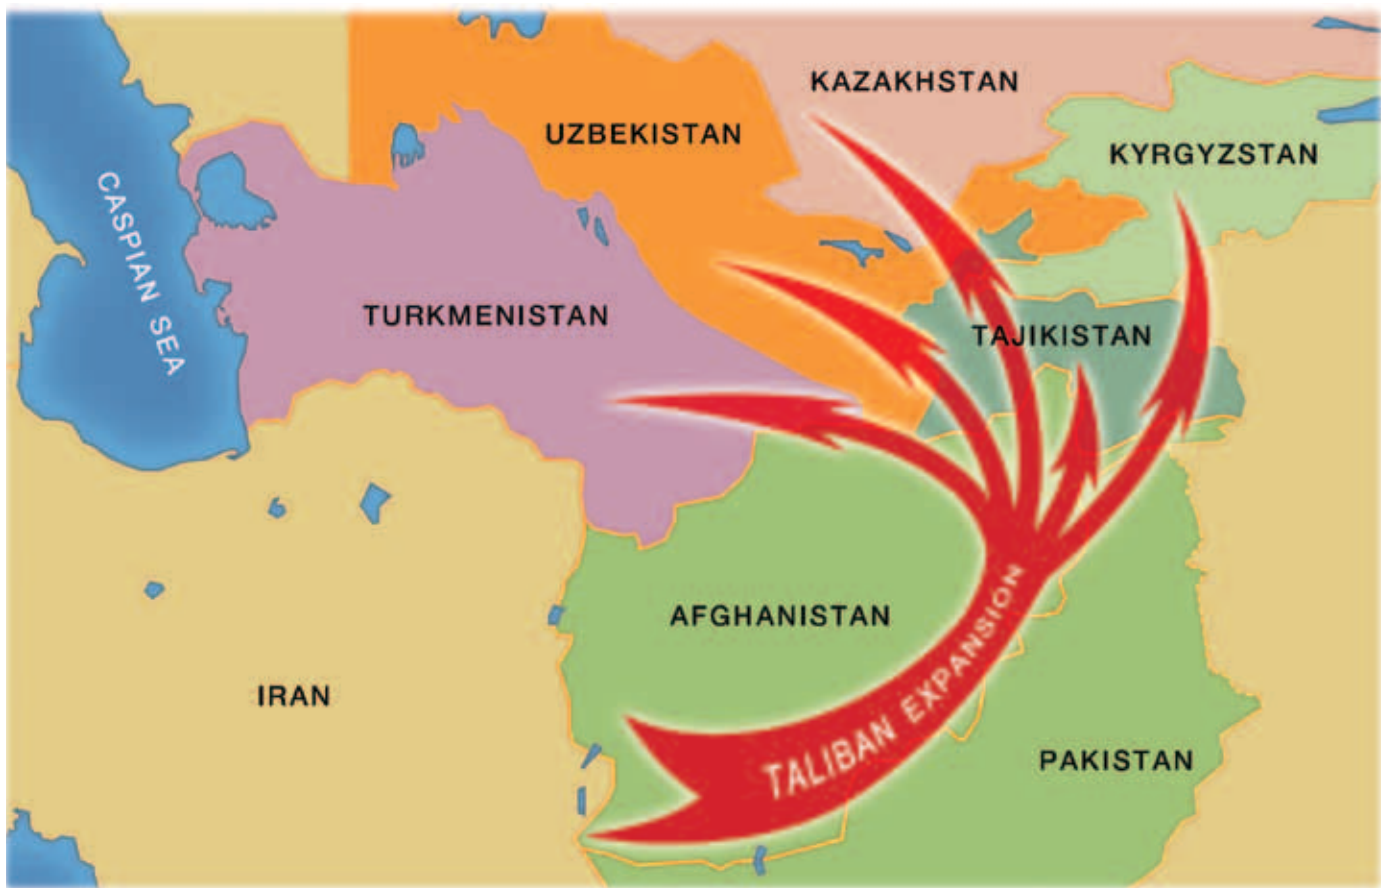 KAZAKHSTAN
UZBEKISTAN
KYRGYZSTAN
CASPIAN SEA
TURKMENISTAN
TAJIKISTAN
AFGHANISTAN
TALIBAN EXPANSION
IRAN
PAKISTAN